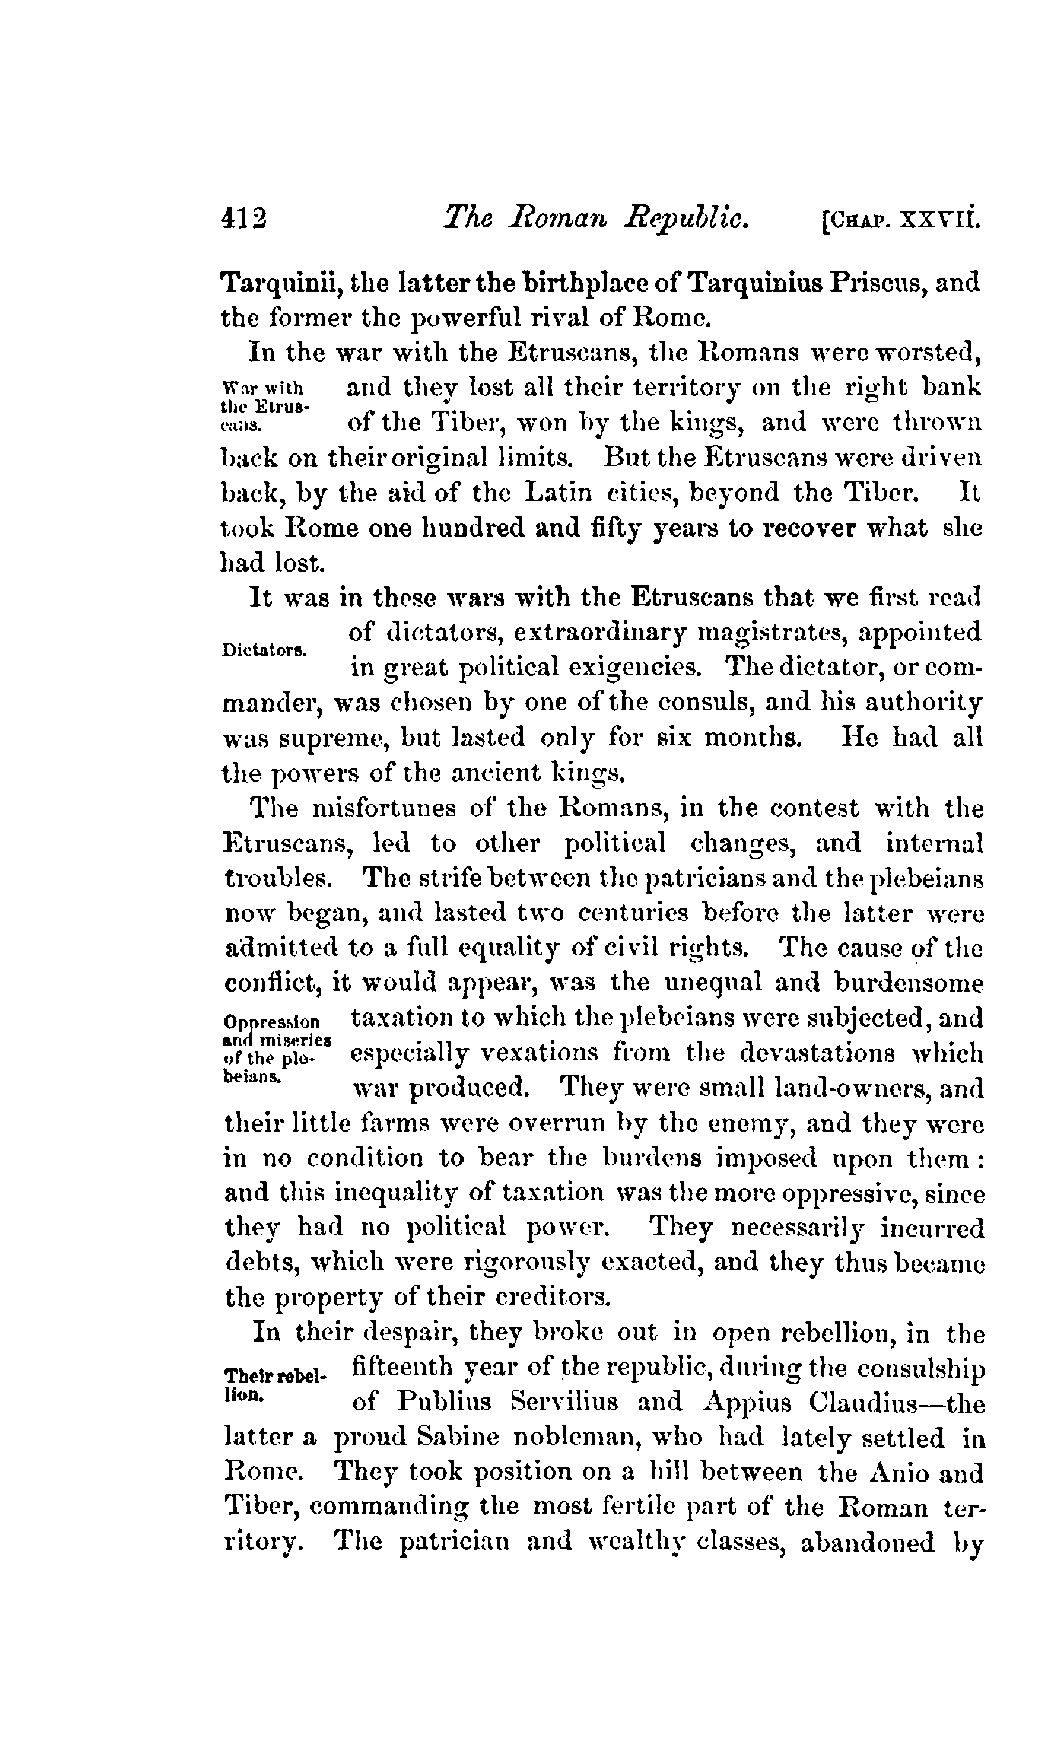 412 The Roman Republic. [CHAP. XXVII.
Tarquinii, the latter the birthplace of Tarquinius Priscus, and
the former the powerful rival of Rome.
In the war with the Etruscans, the Romans were worsted,
War with
the Etrus-
cans.
and they lost all their territory on the right bank
of the Tiber, won by the kings, and were thrown
back on their original limits. But the Etruscans were driven
back, by the aid of the Latin cities, beyond the Tiber. It
took Rome one hundred and fifty years to recover what she
had lost.
It was in these wars with the Etruscans that we first read
Dictators.
of dictators, extraordinary magistrates, appointed
in great political exigencies. The dictator, or com-
mander, was chosen by one of the consuls, and his authority
was supreme, but lasted only for six months. He had all
the powers of the ancient kings.
The misfortunes of the Romans, in the contest with the
Etruscans, led to other political changes, and internal
troubles. The strife between the patricians and the plebeians
now began, and lasted two centuries before the latter were
admitted to a full equality of civil rights. The cause of the
conflict, it would appear, was the unequal and burdensome
Oppression
and miseries
of the ple-
beians.
taxation to which the plebeians were subjected, and
especially vexations from the devastations which
war produced. They were small land-owners, and
their little farms were overrun by the enemy, and they were
in no condition to bear the burdens imposed upon them :
and this inequality of taxation was the more oppressive, since
they had no political power. They necessarily incurred
debts, which were rigorously exacted, and they thus became
the property of their creditors.
In their despair, they broke out in open rebellion, in the
Their rebel-
lion.
fifteenth year of the republic, during the consulship
of Publius Servilius and Appius Claudius—the
latter a proud Sabine nobleman, who had lately settled in
Rome. They took position on a hill between the Anio and
Tiber, commanding the most fertile part of the Roman ter-
ritory. The patrician and wealthy classes, abandoned by